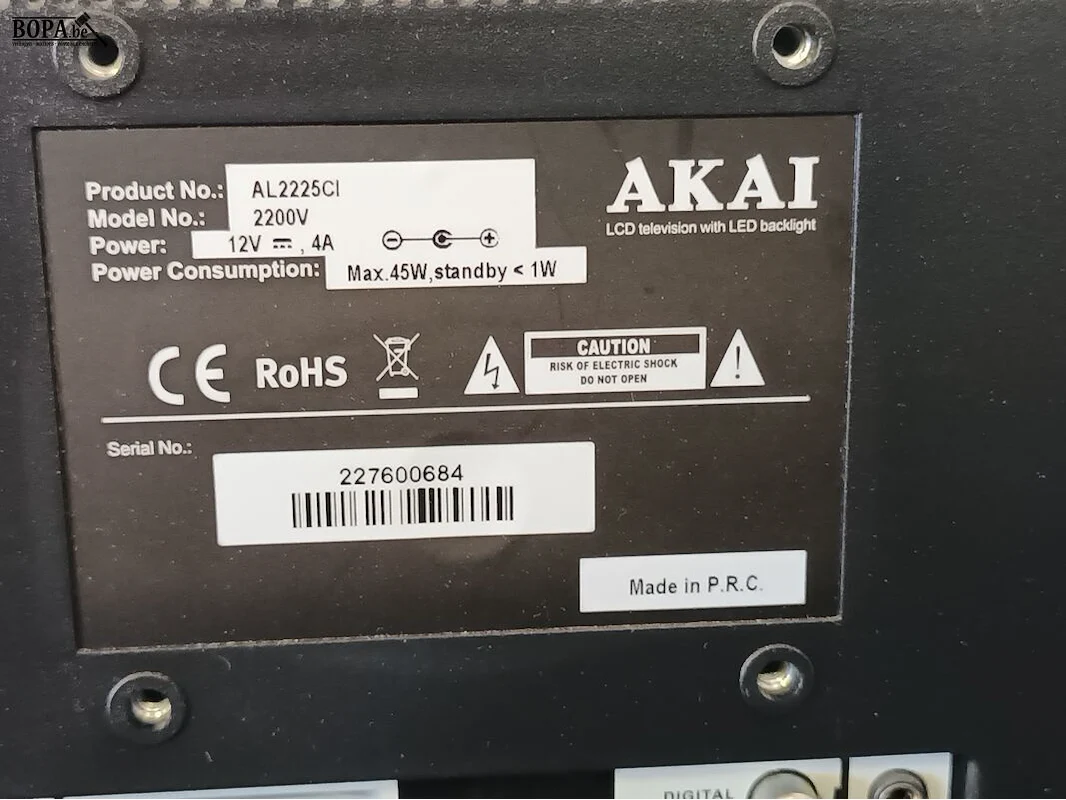 BOPA.be
Product No.: AL2225CI
AKAI
LCD television with LED backlight
Model No.: 2200V
Power: 12V ⎓ , 4A
Power Consumption: Max.45W,standby < 1W
CE RoHS
CAUTION
RISK OF ELECTRIC SHOCK
DO NOT OPEN
Serial No.:
227600684
Made in P.R.C.
DIGITAL